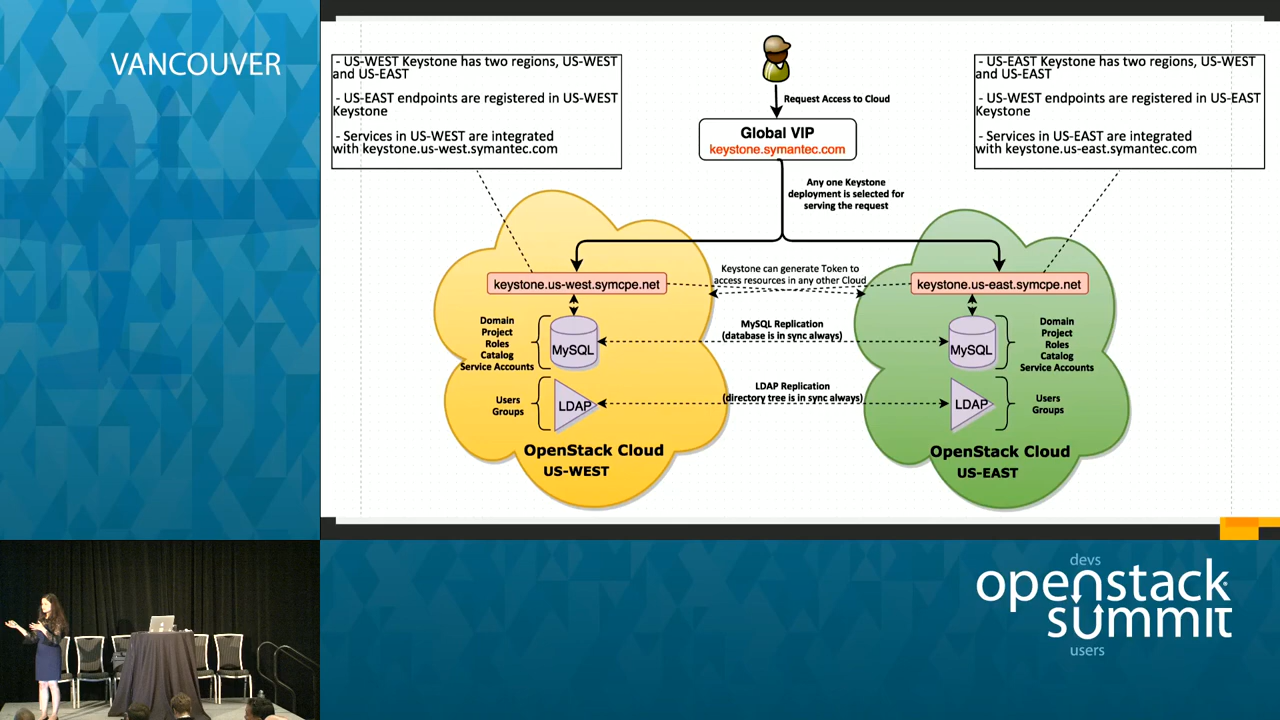 VANCOUVER
- US-WEST Keystone has two regions, US-WEST
and US-EAST
- US-EAST endpoints are registered in US-WEST
Keystone
- Services in US-WEST are integrated
with keystone.us-west.symantec.com
Request Access to Cloud
Global VIP
keystone.symantec.com
Any one Keystone
deployment is selected for
serving the request
- US-EAST Keystone has two regions, US-WEST
and US-EAST
- US-WEST endpoints are registered in US-EAST
Keystone
- Services in US-EAST are integrated
with keystone.us-east.symantec.com
keystone.us-west.symcpe.net
Keystone can generate Token to
access resources in any other Cloud
keystone.us-east.symcpe.net
Domain
Project
Roles
Catalog
Service Accounts
MySQL
MySQL Replication
(database is in sync always)
MySQL
Domain
Project
Roles
Catalog
Service Accounts
Users
Groups
LDAP
LDAP Replication
(directory tree is in sync always)
LDAP
Users
Groups
OpenStack Cloud
US-WEST
OpenStack Cloud
US-EAST
devs
openstack
summit
users